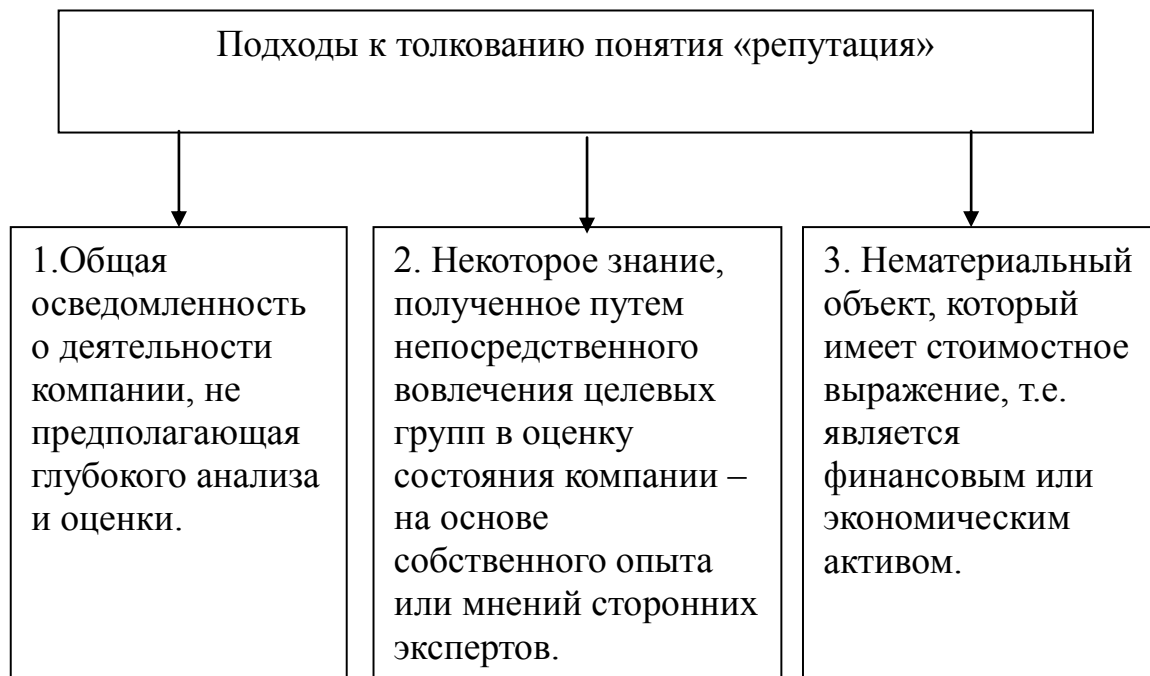 Подходы к толкованию понятия «репутация»
1.Общая
осведомленность
о деятельности
компании, не
предполагающая
глубокого анализа
и оценки.
2. Некоторое знание,
полученное путем
непосредственного
вовлечения целевых
групп в оценку
состояния компании –
на основе
собственного опыта
или мнений сторонних
экспертов.
3. Нематериальный
объект, который
имеет стоимостное
выражение, т.е.
является
финансовым или
экономическим
активом.